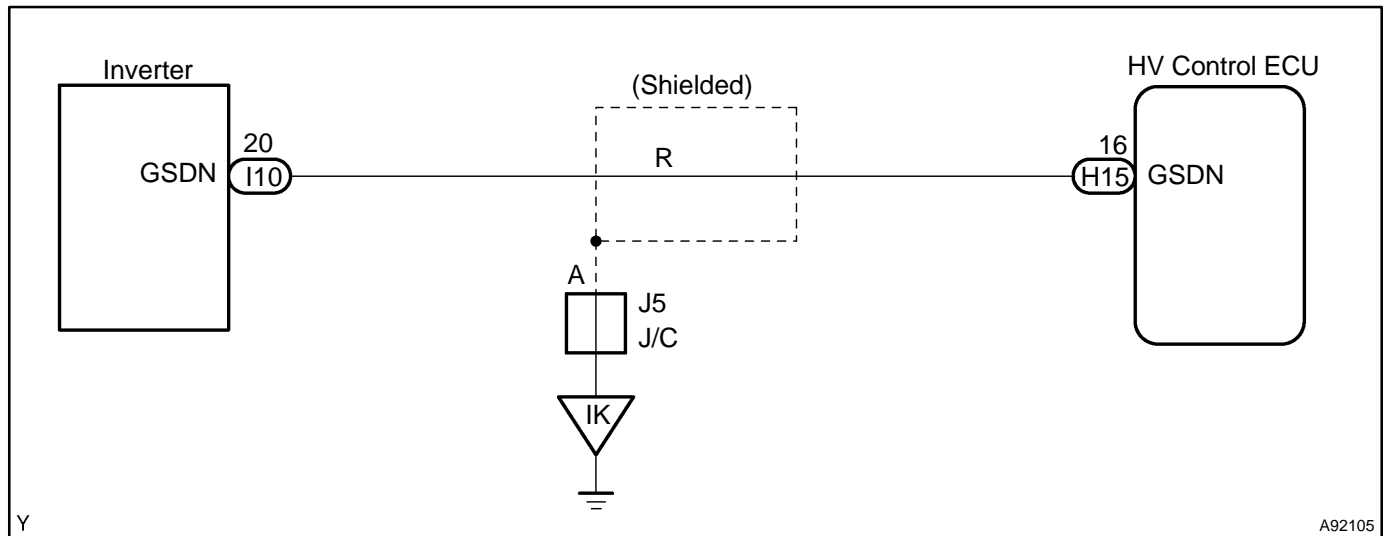 Inverter
HV Control ECU
(Shielded)
20
GSDN
I10
R
16
H15
GSDN
A
J5
J/C
IK
Y
A92105